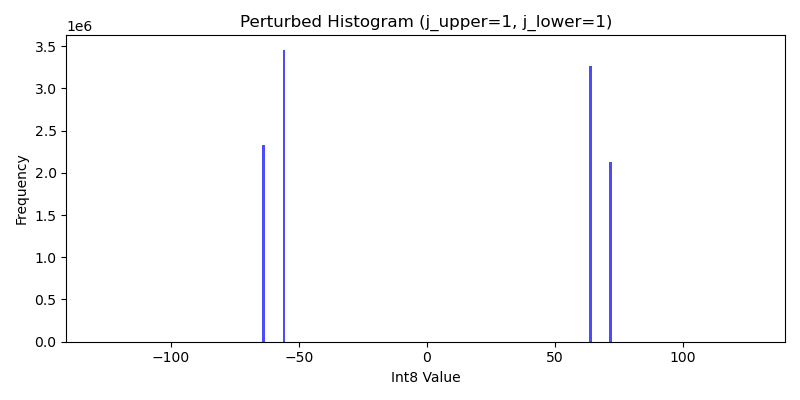 Perturbed Histogram (j_upper=1, j_lower=1)
1e6
3.5
3.0
2.5
2.0
1.5
1.0
0.5
0.0
Frequency
−100 −50 0 50 100
Int8 Value